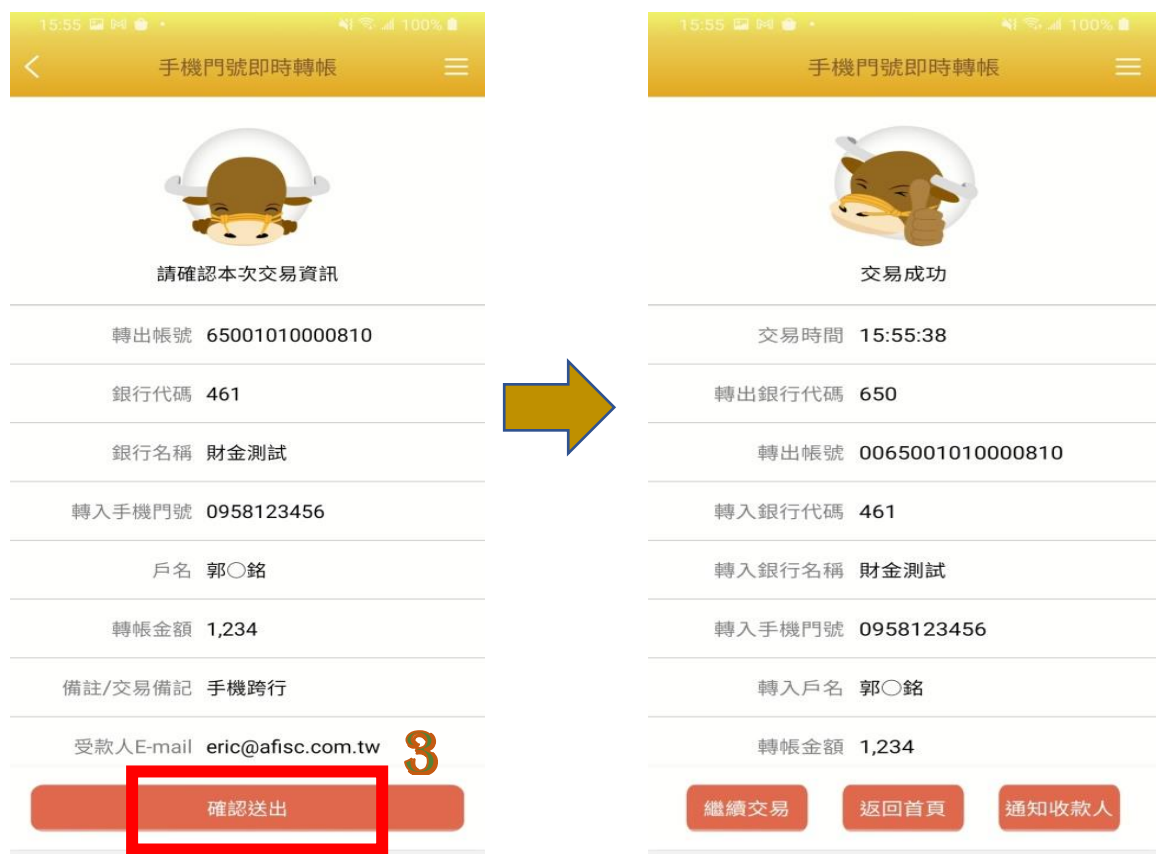 15:55
100%
手機門號即時轉帳
請確認本次交易資訊
轉出帳號 65001010000810
銀行代碼 461
銀行名稱 財金測試
轉入手機門號 0958123456
戶名 郭○銘
轉帳金額 1,234
備註/交易備記 手機跨行
受款人E-mail eric@afisc.com.tw
3
確認送出
15:55
100%
手機門號即時轉帳
交易成功
交易時間 15:55:38
轉出銀行代碼 650
轉出帳號 0065001010000810
轉入銀行代碼 461
轉入銀行名稱 財金測試
轉入手機門號 0958123456
轉入戶名 郭○銘
轉帳金額 1,234
繼續交易 返回首頁 通知收款人